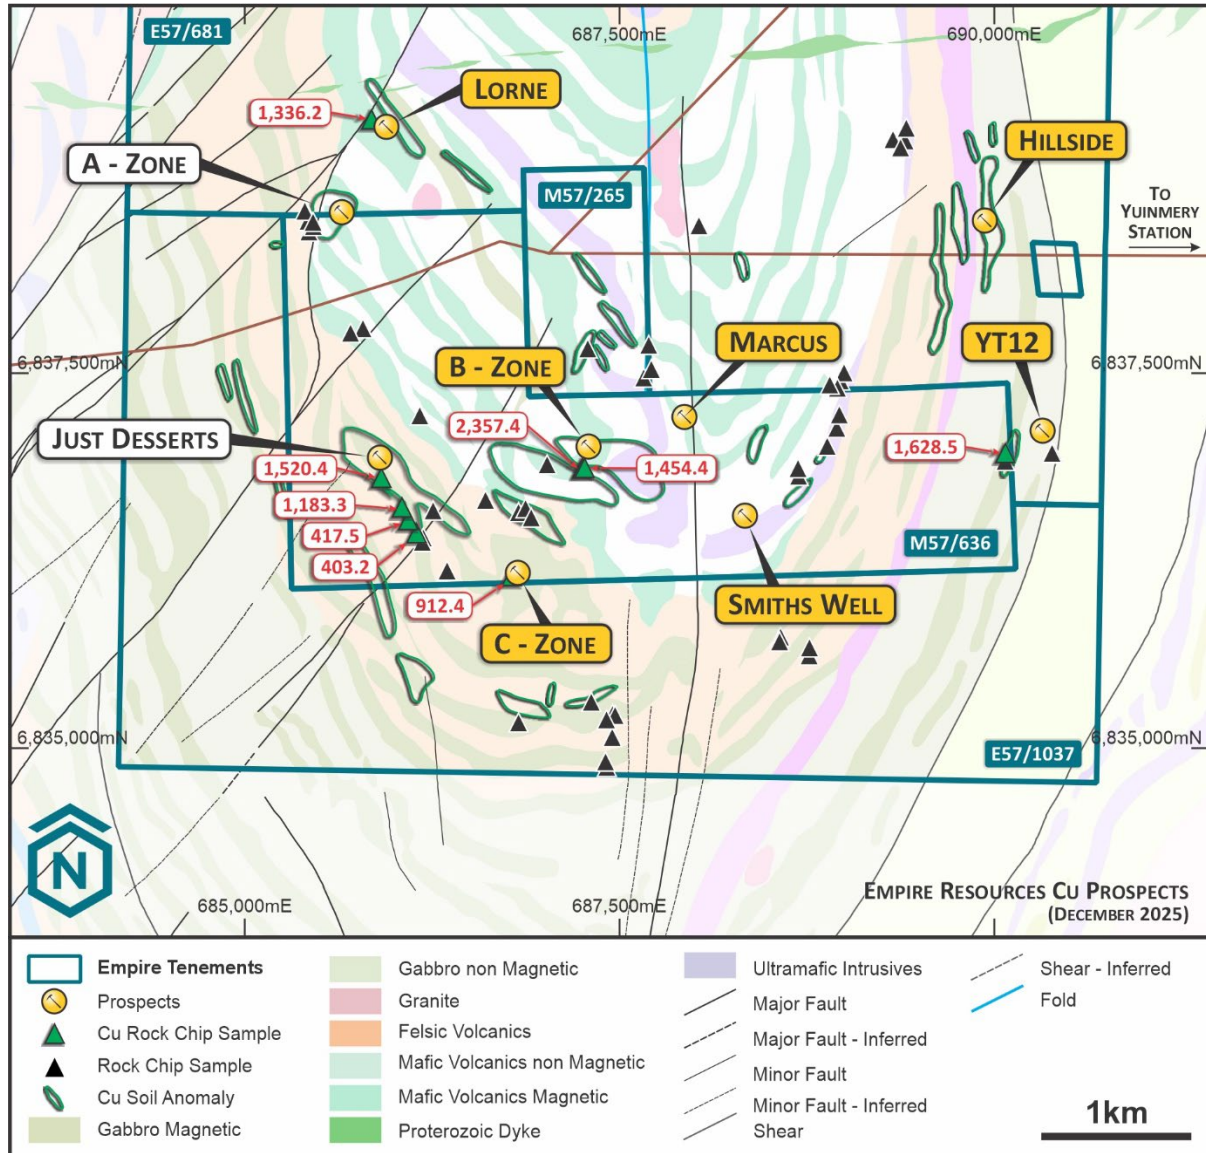 E57/681
687,500mE
690,000mE
LORNE
1,336.2
HILLSIDE
A - ZONE
M57/265
TO
YUINMERY
STATION
MARCUS
B - ZONE
YT12
6,837,500mN
6,837,500mN
JUST DESSERTS
2,357.4
1,454.4
1,628.5
1,520.4
1,183.3
417.5
403.2
M57/636
912.4
SMITHS WELL
C - ZONE
6,835,000mN
6,835,000mN
E57/1037
N
EMPIRE RESOURCES CU PROSPECTS
(DECEMBER 2025)
685,000mE
687,500mE
Empire Tenements
Prospects
Cu Rock Chip Sample
Rock Chip Sample
Cu Soil Anomaly
Gabbro Magnetic
Gabbro non Magnetic
Granite
Felsic Volcanics
Mafic Volcanics non Magnetic
Mafic Volcanics Magnetic
Proterozoic Dyke
Ultramafic Intrusives
Major Fault
Major Fault - Inferred
Minor Fault
Minor Fault - Inferred
Shear
Shear - Inferred
Fold
1km